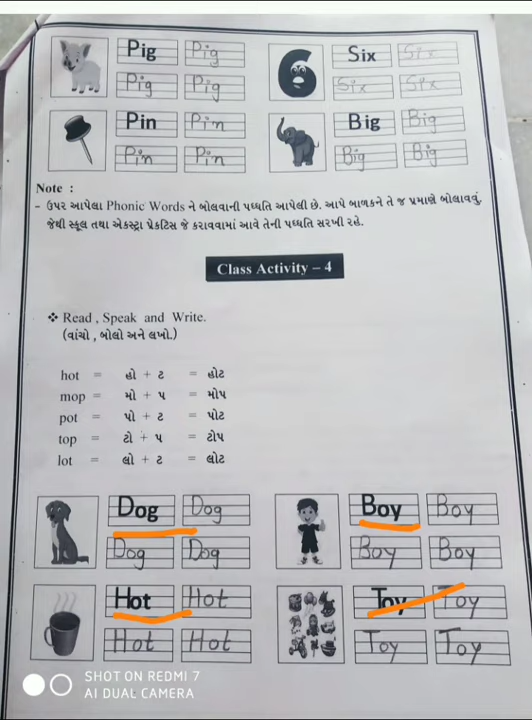 Pig Pig Six Six
Pig Pig Six Six
Pin Pin Big Big
Pin Pin Big Big
Note :
- ઉપર આપેલા Phonic Words ને બોલવાની પધ્ધતિ આપેલી છે. આપે બાળકને તે જ પ્રમાણે બોલાવવું.
જેથી સ્કૂલ તથા એકસ્ટ્રા પ્રેકટિસ જે કરાવવામાં આવે તેની પધ્ધતિ સરખી રહે.
Class Activity – 4
❖ Read , Speak and Write.
(વાંચો , બોલો અને લખો.)
hot = હો + ટ = હોટ
mop = મો + પ = મોપ
pot = પો + ટ = પોટ
top = ટો + પ = ટોપ
lot = લો + ટ = લોટ
Dog Dog Boy Boy
Dog Dog Boy Boy
Hot Hot Toy Toy
Hot Hot Toy Toy
SHOT ON REDMI 7
AI DUAL CAMERA